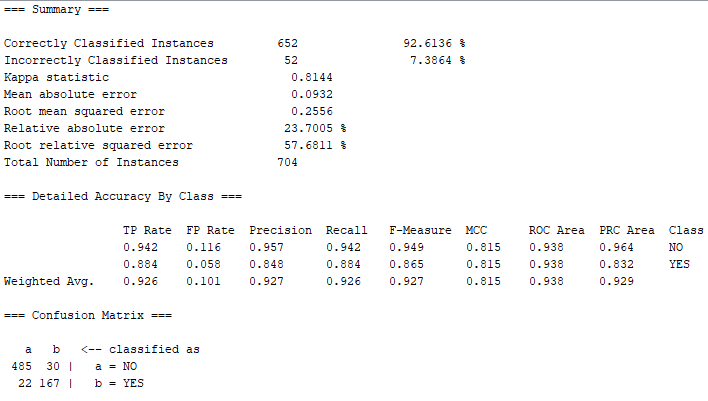 === Summary ===
Correctly Classified Instances 652 92.6136 %
Incorrectly Classified Instances 52 7.3864 %
Kappa statistic 0.8144
Mean absolute error 0.0932
Root mean squared error 0.2556
Relative absolute error 23.7005 %
Root relative squared error 57.6811 %
Total Number of Instances 704
=== Detailed Accuracy By Class ===
TP Rate FP Rate Precision Recall F-Measure MCC ROC Area PRC Area Class
0.942 0.116 0.957 0.942 0.949 0.815 0.938 0.964 NO
0.884 0.058 0.848 0.884 0.865 0.815 0.938 0.832 YES
Weighted Avg. 0.926 0.101 0.927 0.926 0.927 0.815 0.938 0.929
=== Confusion Matrix ===
a b <-- classified as
485 30 | a = NO
22 167 | b = YES